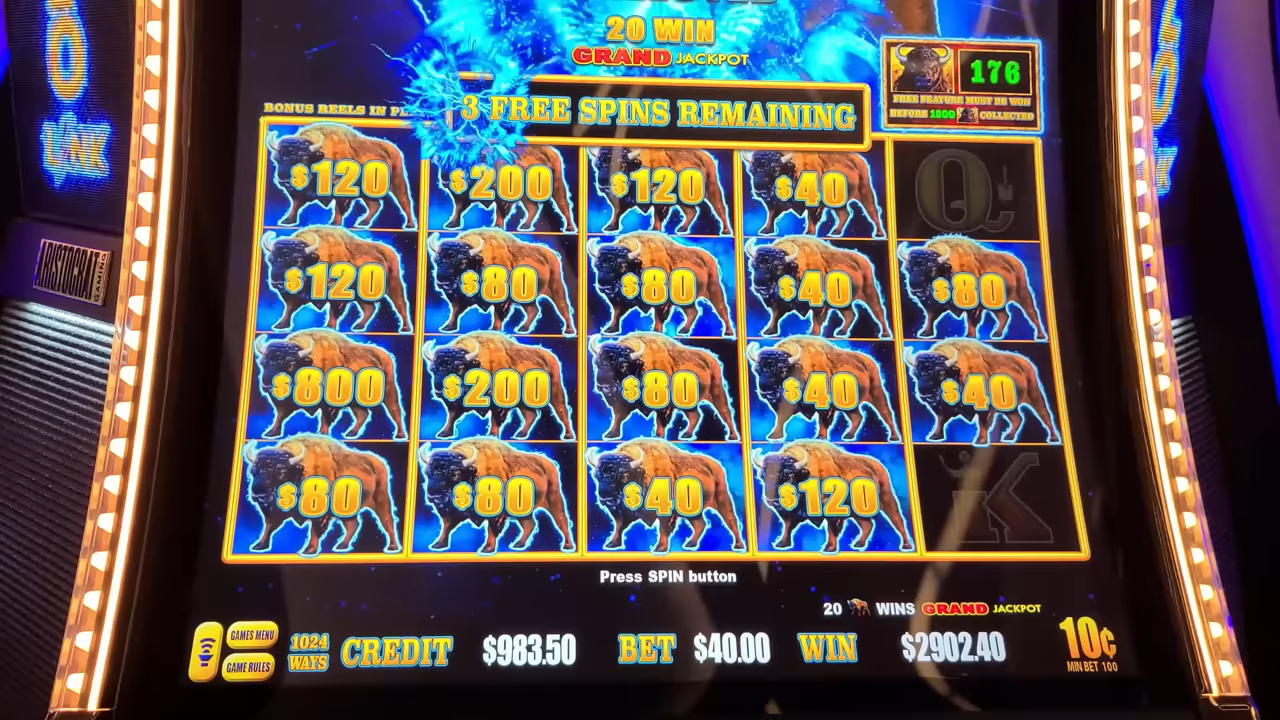 20 WIN
GRAND JACKPOT
176
FREE FEATURE MUST BE WON
BEFORE 1800 COLLECTED
BONUS REELS IN
3 FREE SPINS REMAINING
$120 $200 $120 $40 Q
$120 $80 $80 $40 $80
$800 $200 $80 $40 $40
$80 $80 $40 $120 K
Press SPIN button
20 WINS GRAND JACKPOT
GAMES MENU
GAME RULES
1024 WAYS
CREDIT $983.50 BET $40.00 WIN $2902.40
10¢
MIN BET 100
ARISTOCRAT GAMING
LINK